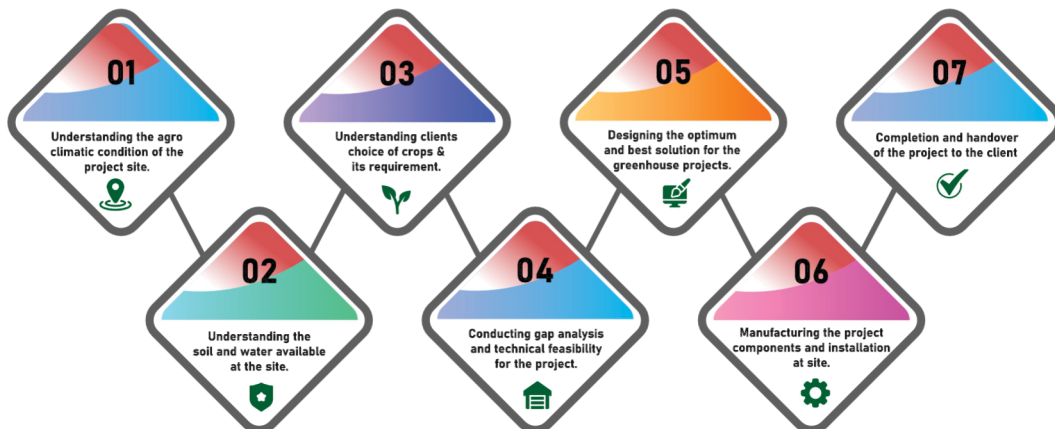 01
Understanding the agro
climatic condition of the
project site.
02
Understanding the
soil and water available
at the site.
03
Understanding clients
choice of crops &
its requirement.
04
Conducting gap analysis
and technical feasibility
for the project.
05
Designing the optimum
and best solution for the
greenhouse projects.
06
Manufacturing the project
components and installation
at site.
07
Completion and handover
of the project to the client